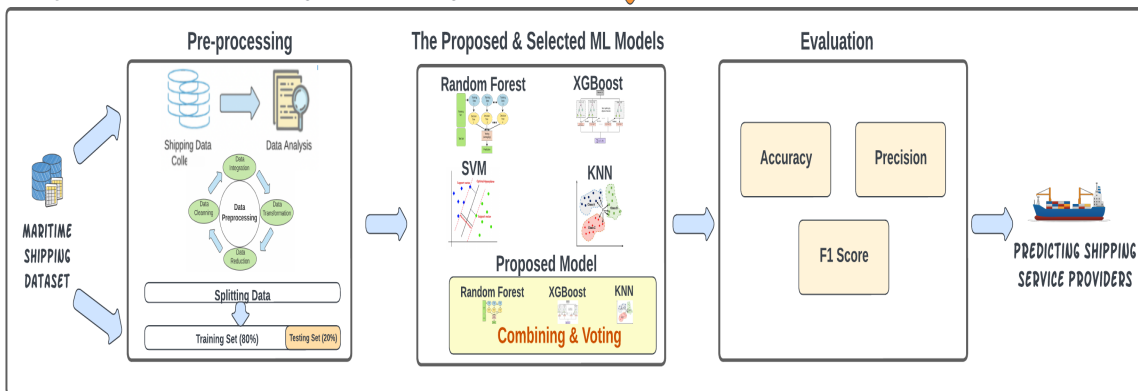 Pre-processing
The Proposed & Selected ML Models
Evaluation
MARITIME
SHIPPING
DATASET
Shipping Data
Data Analysis
Data
Integration
Data
Data
Transformation
Data
Preprocessing
Data
Reduction
Splitting Data
Training Set (80%)
Testing Set (20%)
Random Forest
XGBoost
SVM
KNN
Proposed Model
Random Forest
XGBoost
KNN
Combining & Voting
Accuracy
Precision
F1 Score
PREDICTING SHIPPING
SERVICE PROVIDERS